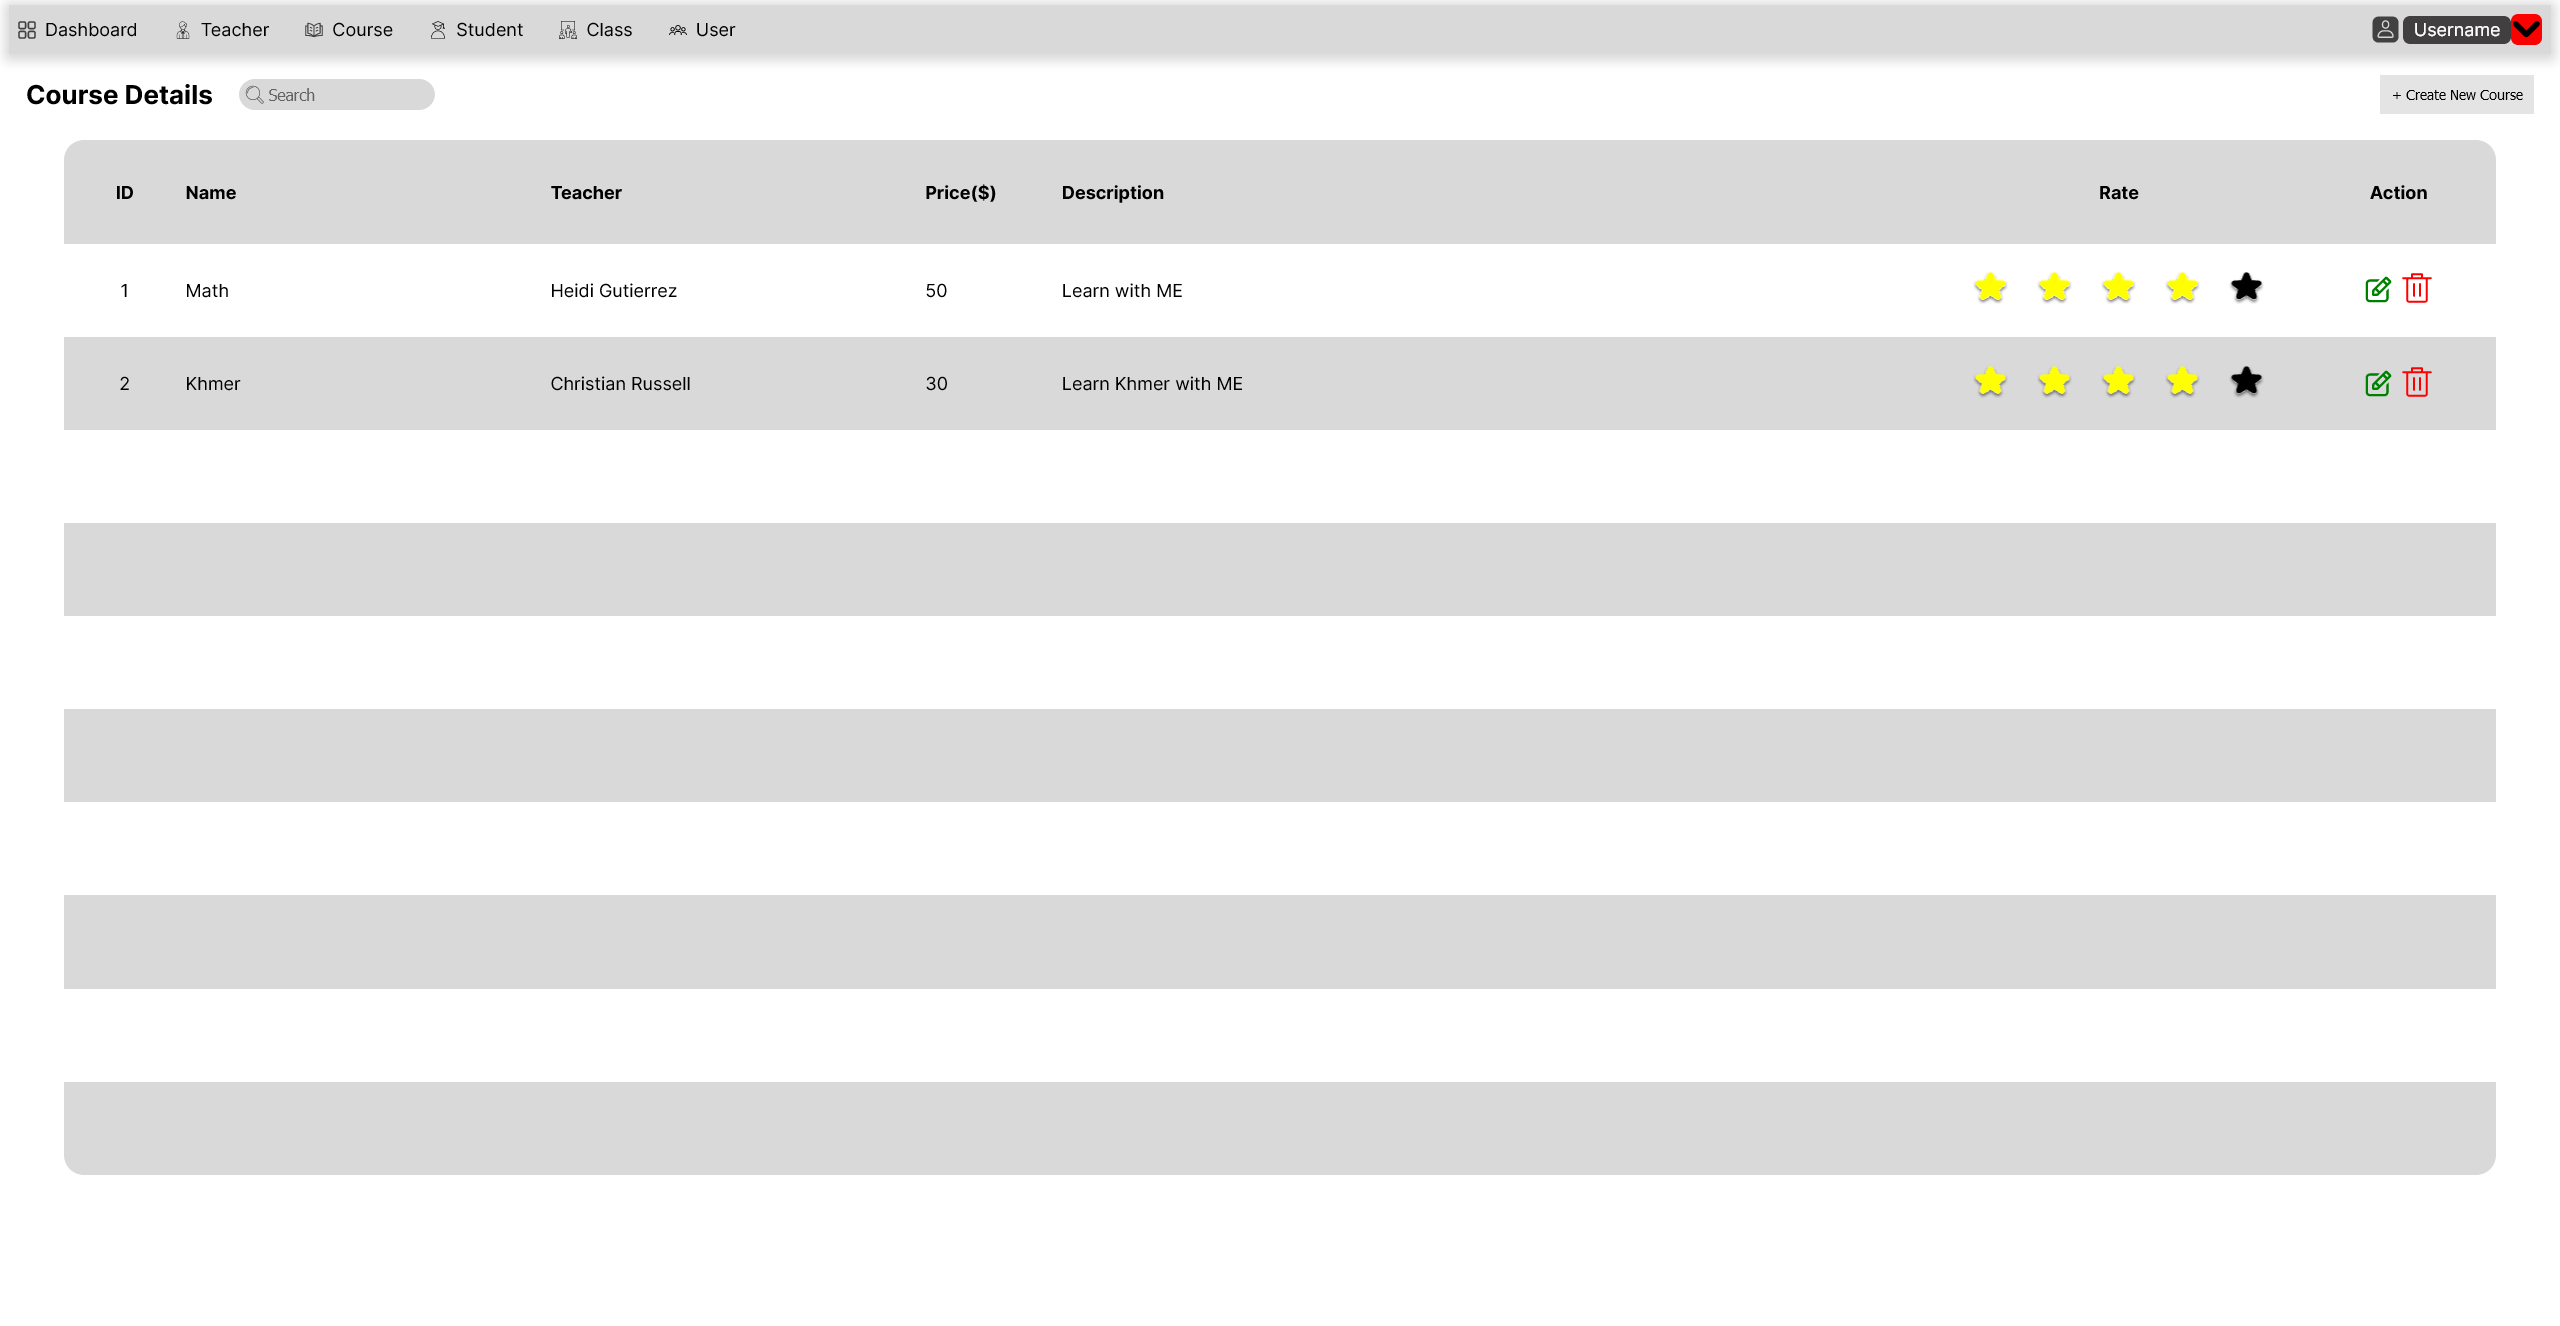 Dashboard Teacher Course Student Class User Username
Course Details Search + Create New Course
ID Name Teacher Price($) Description Rate Action
1 Math Heidi Gutierrez 50 Learn with ME
2 Khmer Christian Russell 30 Learn Khmer with ME